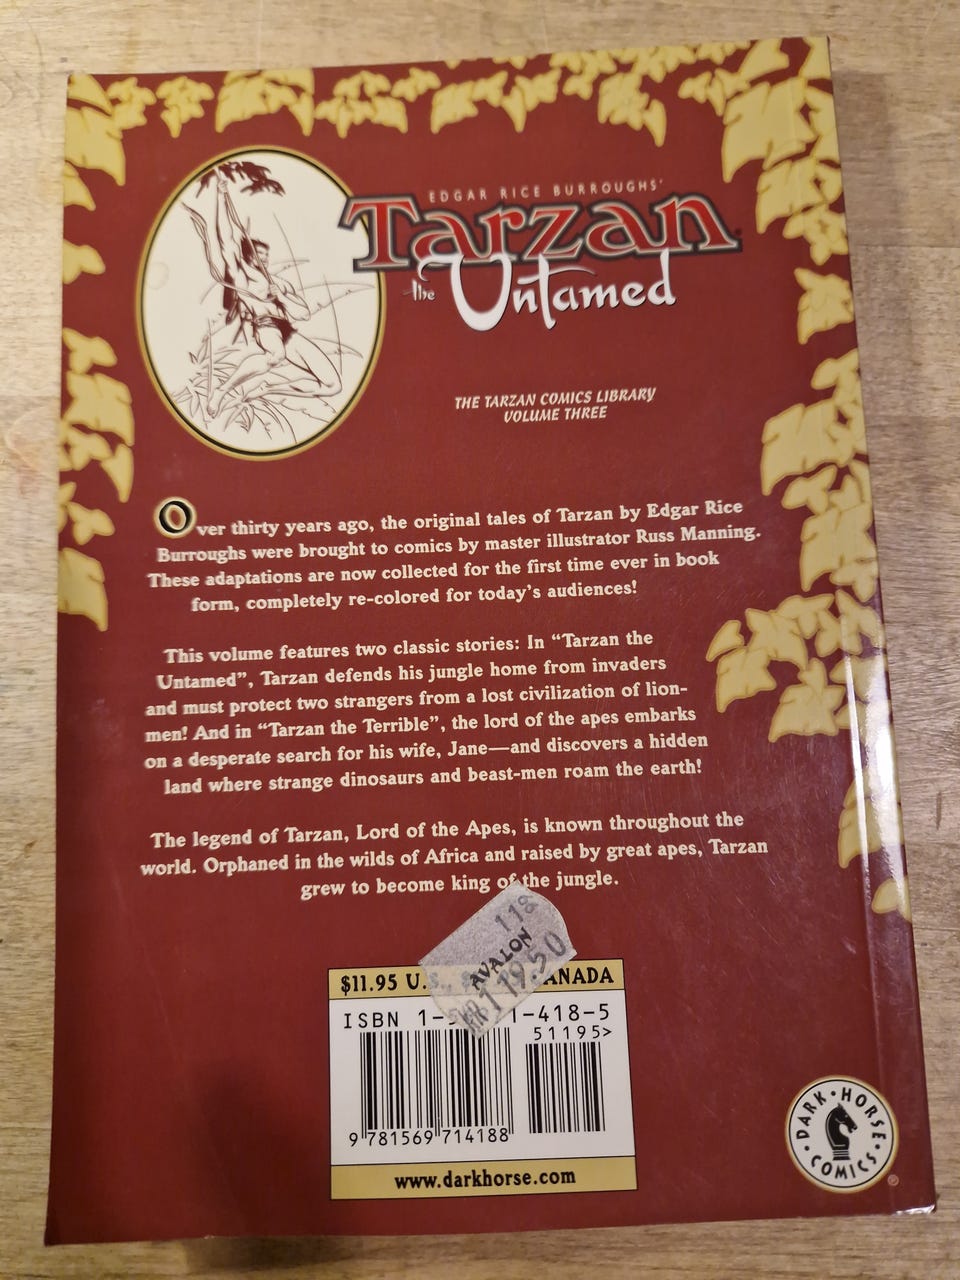 EDGAR RICE BURROUGHS'
Tarzan
the Untamed
THE TARZAN COMICS LIBRARY
VOLUME THREE
Over thirty years ago, the original tales of Tarzan by Edgar Rice
Burroughs were brought to comics by master illustrator Russ Manning.
These adaptations are now collected for the first time ever in book
form, completely re-colored for today's audiences!
This volume features two classic stories: In “Tarzan the
Untamed”, Tarzan defends his jungle home from invaders
and must protect two strangers from a lost civilization of lion-
men! And in “Tarzan the Terrible”, the lord of the apes embarks
on a desperate search for his wife, Jane—and discovers a hidden
land where strange dinosaurs and beast-men roam the earth!
The legend of Tarzan, Lord of the Apes, is known throughout the
world. Orphaned in the wilds of Africa and raised by great apes, Tarzan
grew to become king of the jungle.
118
AVALON
119.50
$11.95 U.S.,
ISBN 1-5 1-418-5
51195>
9 781569 714188
www.darkhorse.com
DARK HORSE COMICS
®